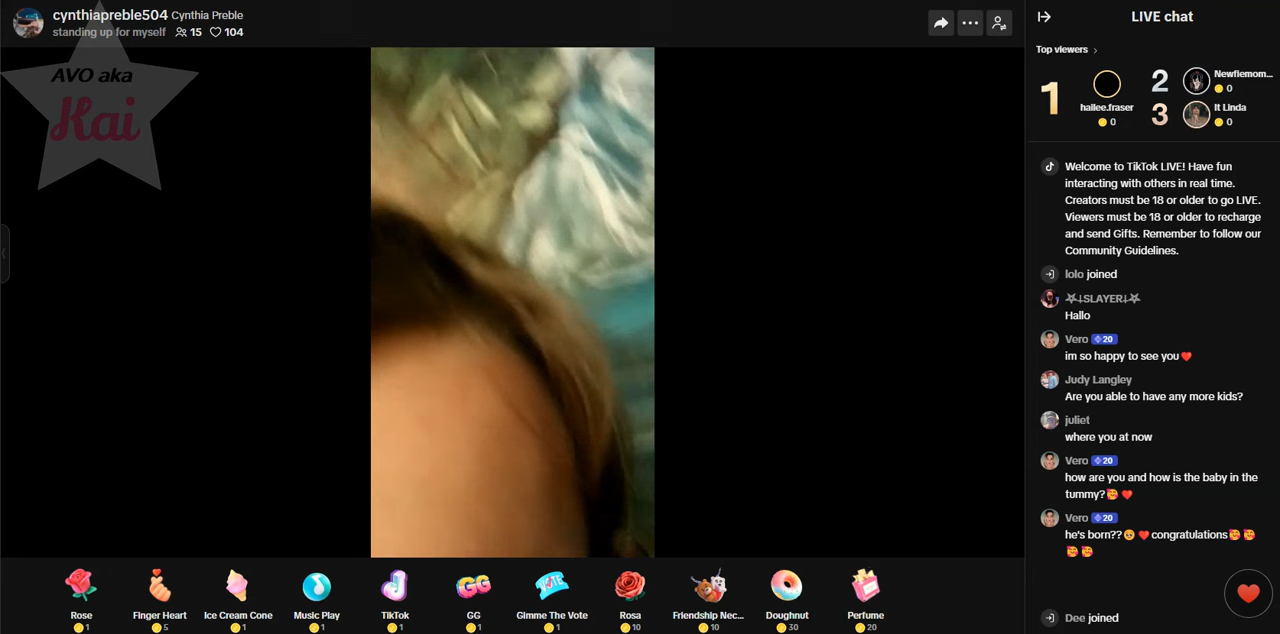 cynthiapreble504 Cynthia Preble
standing up for myself 15 104
AVO aka
Kai
LIVE chat
Top viewers
1
hailee.fraser
0
2
Newfiemom...
0
3
It Linda
0
Welcome to TikTok LIVE! Have fun
interacting with others in real time.
Creators must be 18 or older to go LIVE.
Viewers must be 18 or older to recharge
and send Gifts. Remember to follow our
Community Guidelines.
lolo joined
⛧⸸SLAYER⸸⛧
Hallo
Vero 20
im so happy to see you❤️
Judy Langley
Are you able to have any more kids?
juliet
where you at now
Vero 20
how are you and how is the baby in the
tummy?🥰❤️
Vero 20
he's born??🥺❤️congratulations🥰🥰
🥰🥰
Dee joined
GG
Rose
Finger Heart
Ice Cream Cone
Music Play
TikTok
GG
Gimme The Vote
Rosa
Friendship Nec...
Doughnut
Perfume
1
5
1
1
1
1
1
10
10
30
20